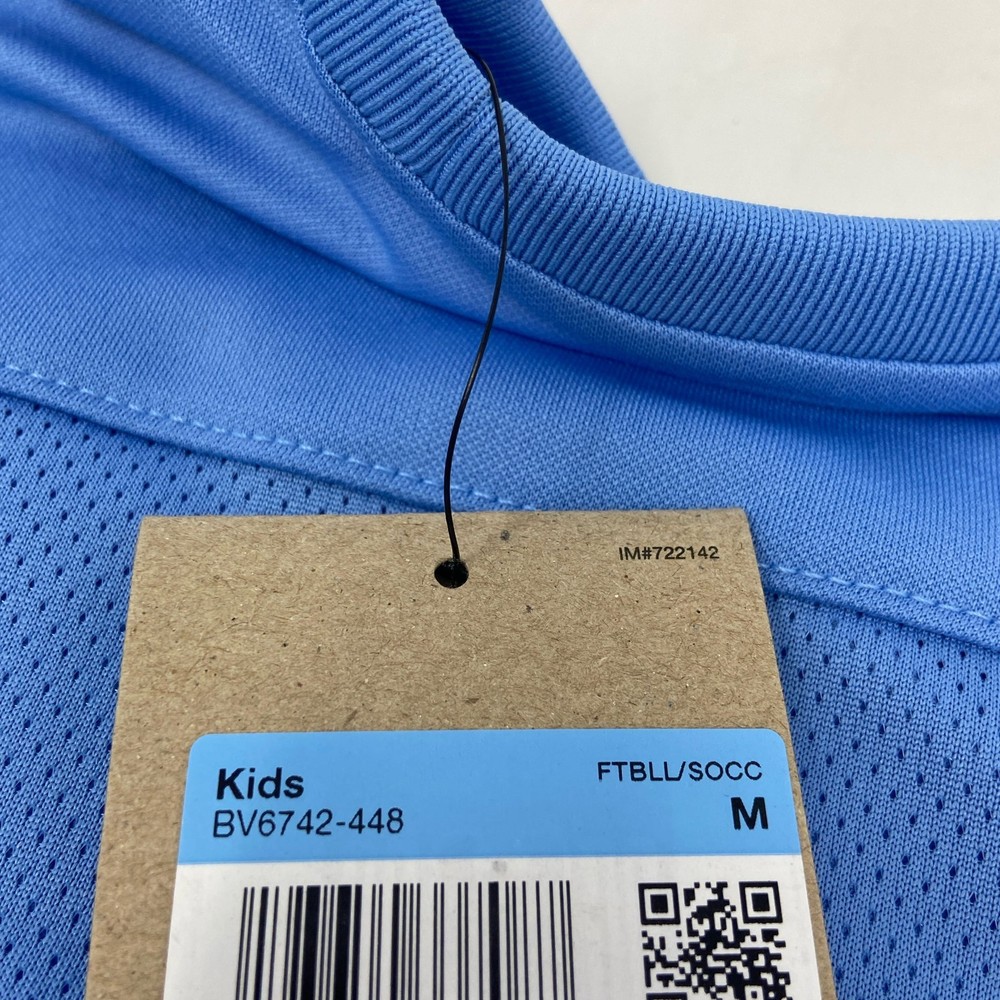 IM#722142
Kids
FTBLL/SOCC
BV6742-448
M